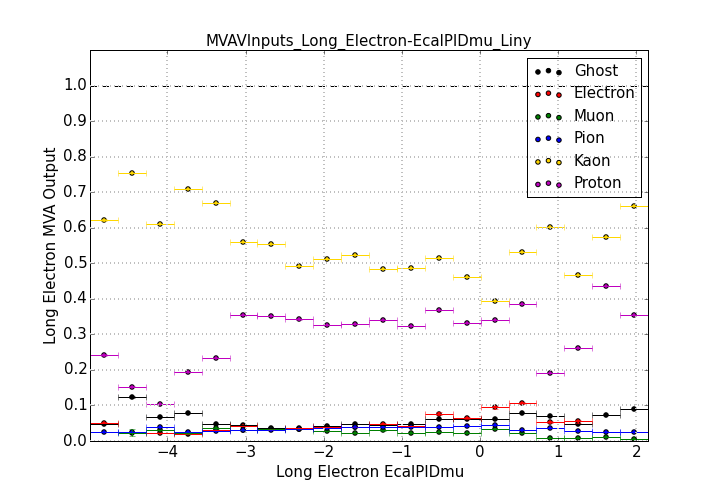 MVAVInputs_Long_Electron-EcalPIDmu_Liny
Ghost
Electron
Muon
Pion
Kaon
Proton
1.0
0.9
0.8
0.7
0.6
0.5
0.4
0.3
0.2
0.1
0.0
Long Electron MVA Output
−4 −3 −2 −1 0 1 2
Long Electron EcalPIDmu